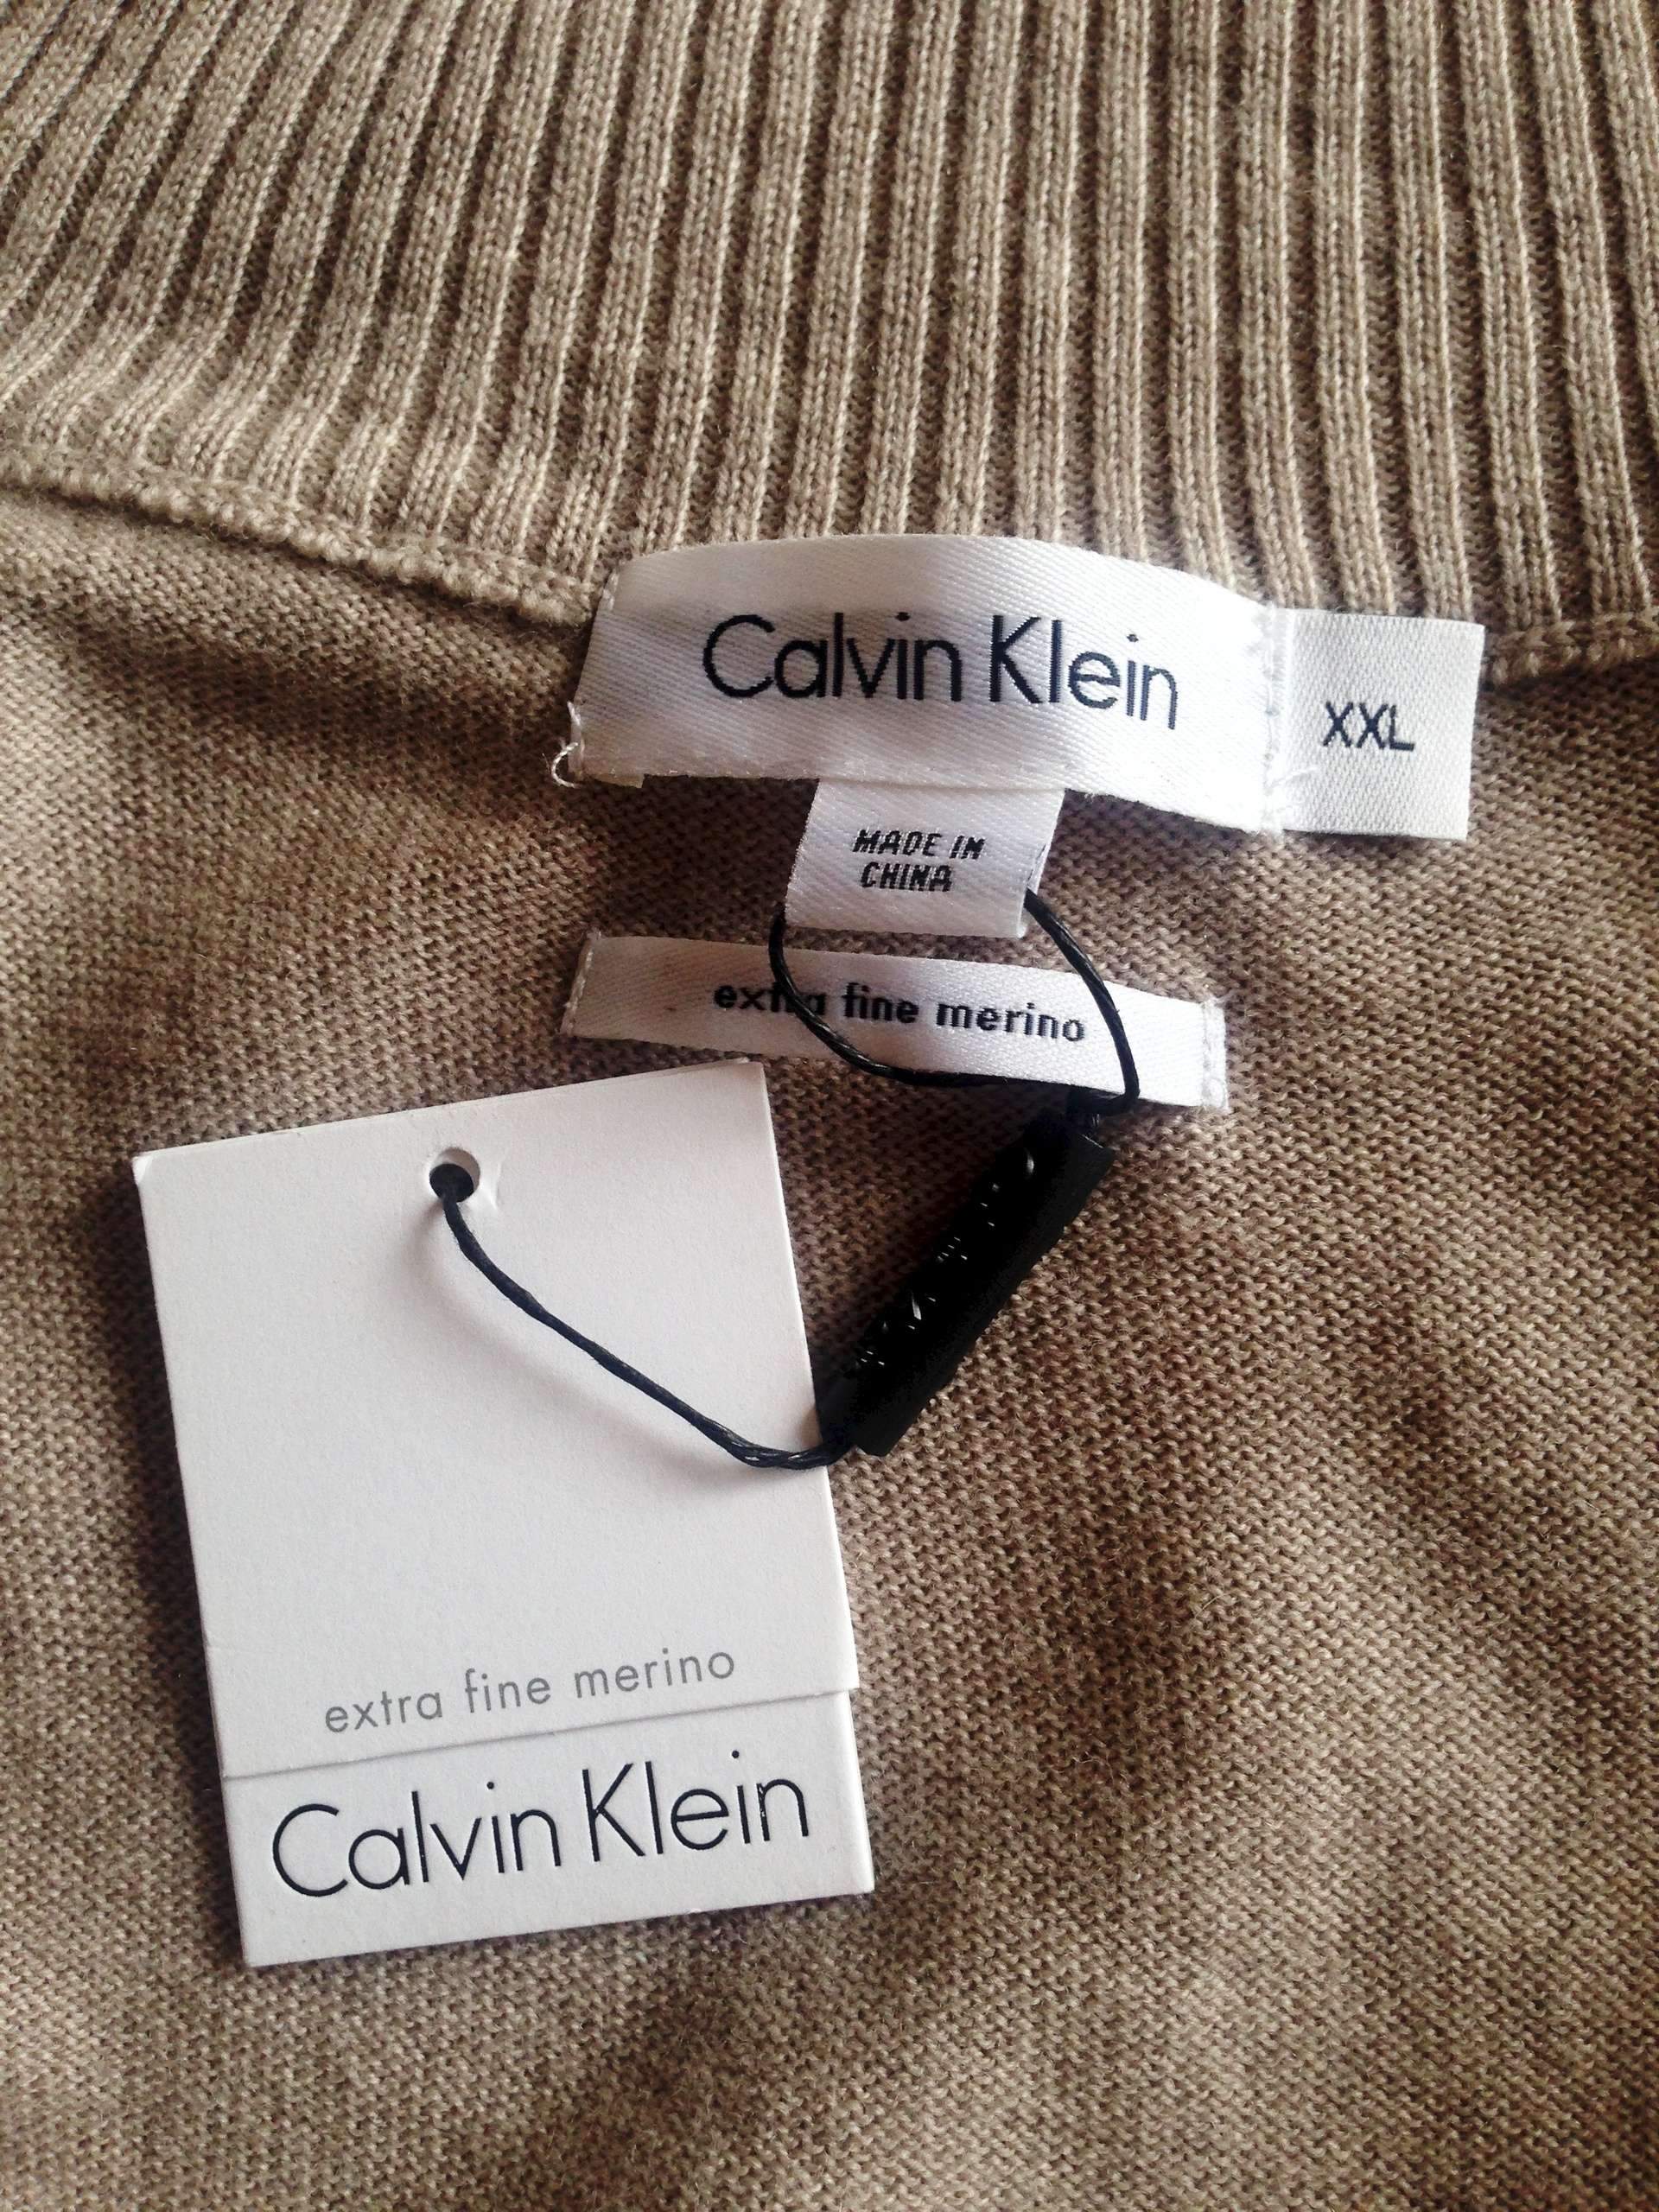 Calvin Klein
XXL
MADE IN
CHINA
extra fine merino
extra fine merino
Calvin Klein